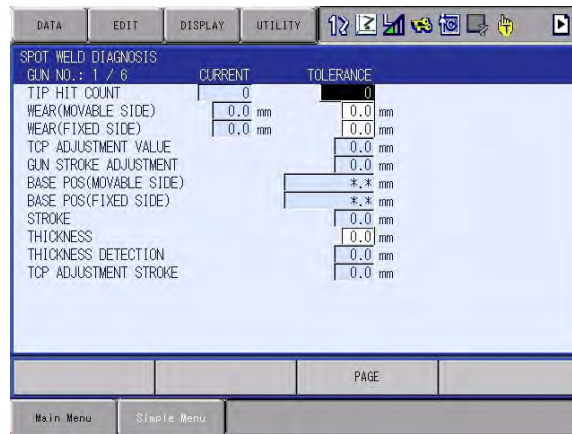 DATA EDIT DISPLAY UTILITY 12
SPOT WELD DIAGNOSIS
GUN NO.: 1 / 6 CURRENT TOLERANCE
TIP HIT COUNT 0 0
WEAR(MOVABLE SIDE) 0.0 mm 0.0 mm
WEAR(FIXED SIDE) 0.0 mm 0.0 mm
TCP ADJUSTMENT VALUE 0.0 mm
GUN STROKE ADJUSTMENT 0.0 mm
BASE POS(MOVABLE SIDE) *.* mm
BASE POS(FIXED SIDE) *.* mm
STROKE 0.0 mm
THICKNESS 0.0 mm
THICKNESS DETECTION 0.0 mm
TCP ADJUSTMENT STROKE 0.0 mm
PAGE
Main Menu Simple Menu